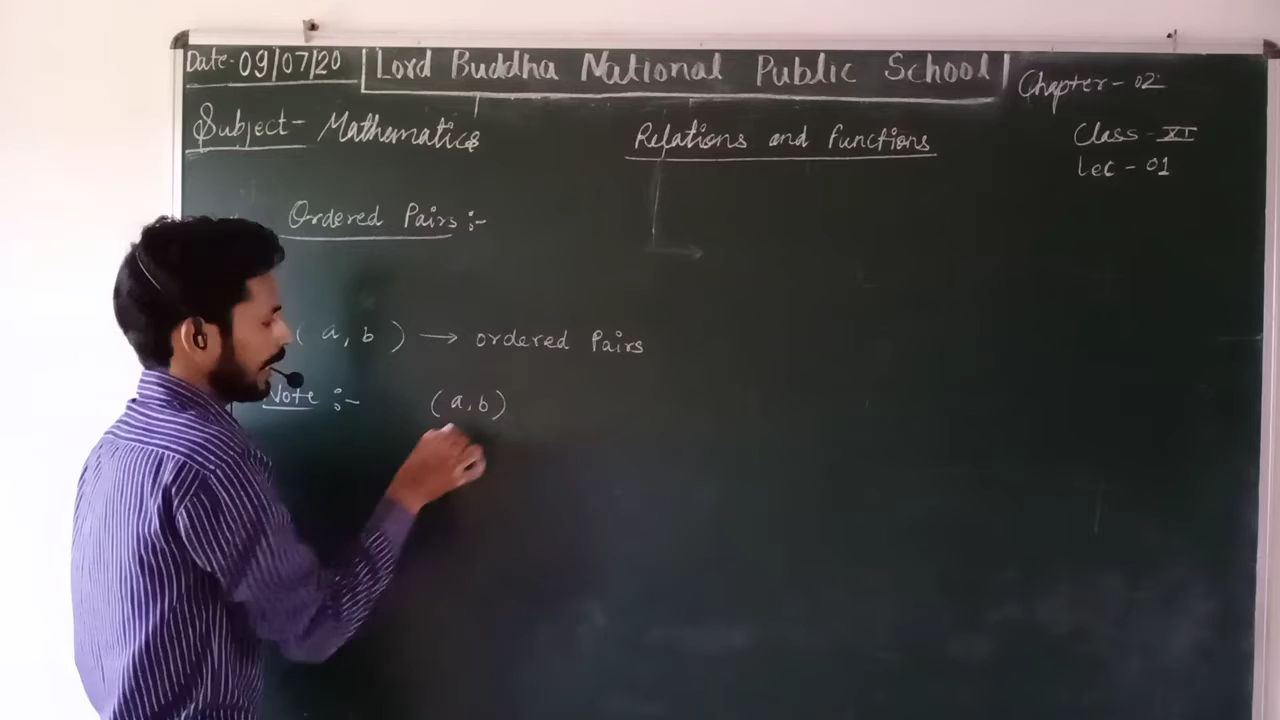 Date- 09/07/20 Lord Buddha National Public School Chapter- 02
Subject- Mathematics Relations and Functions Class - XI
Lec - 01
Ordered Pairs :-
( a, b ) → ordered Pairs
Note :- (a, b)